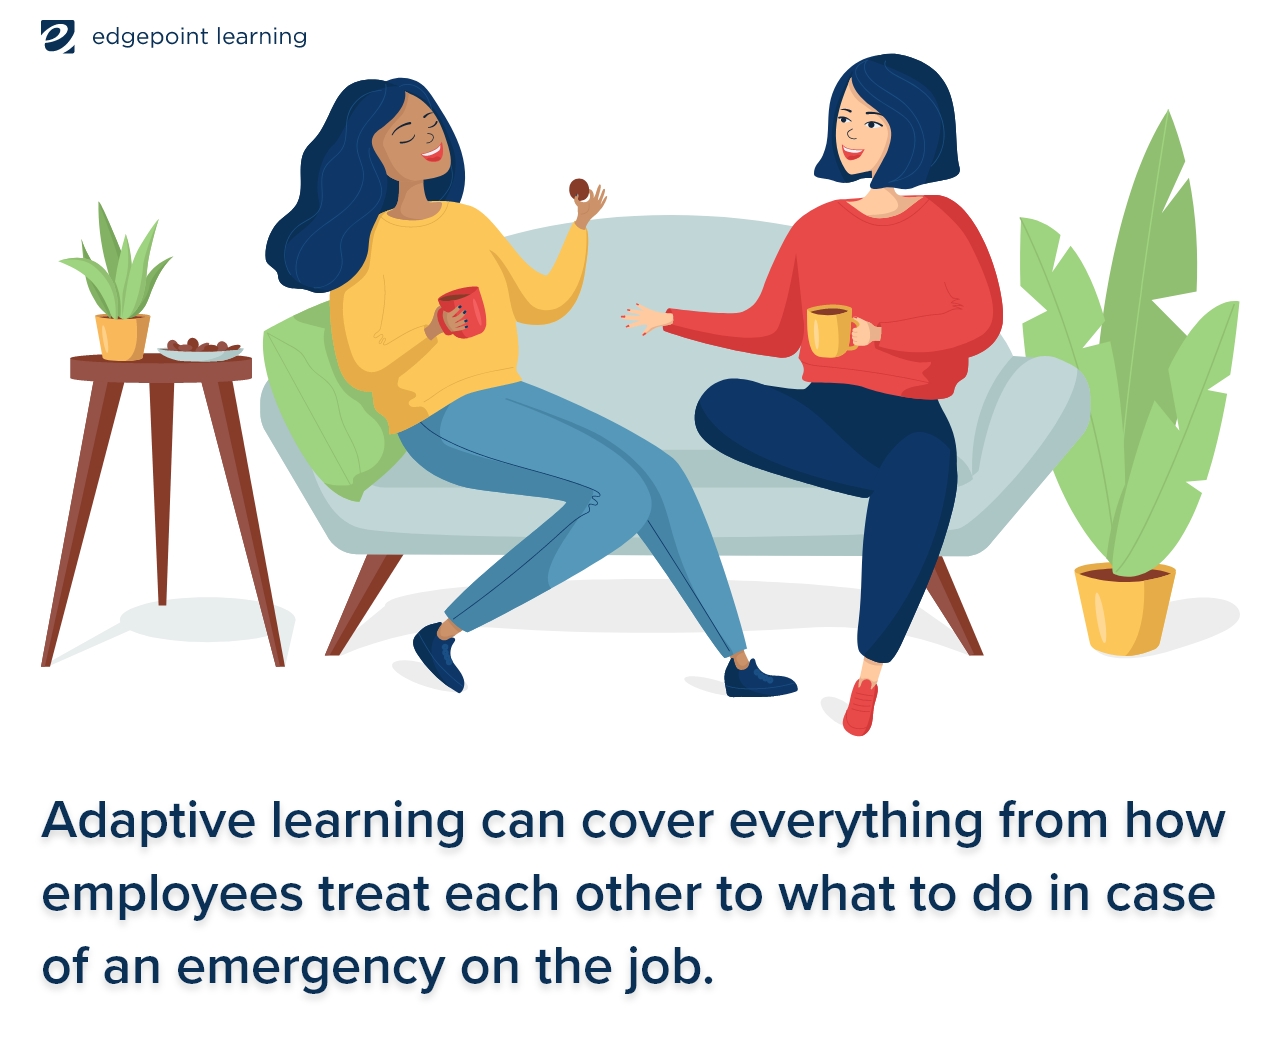 edgepoint learning
Adaptive learning can cover everything from how
employees treat each other to what to do in case
of an emergency on the job.